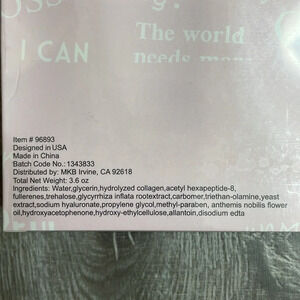 OSS
g.
I CAN
The world
needs more
Item # 96893
Designed in USA
Made in China
Batch Code No.: 1343833
Distributed by: MKB Irvine, CA 92618
Total Net Weight: 3.6 oz
Ingredients: Water,glycerin,hydrolyzed collagen,acetyl hexapeptide-8,
fullerenes,trehalose,glycyrrhiza inflata rootextract,carbomer,triethan-olamine,yeast
extract,sodium hyaluronate,propylene glycol,methyl-paraben, anthemis nobilis flower
oil,hydroxyacetophenone,hydroxy-ethylcellulose,allantoin,disodium edta